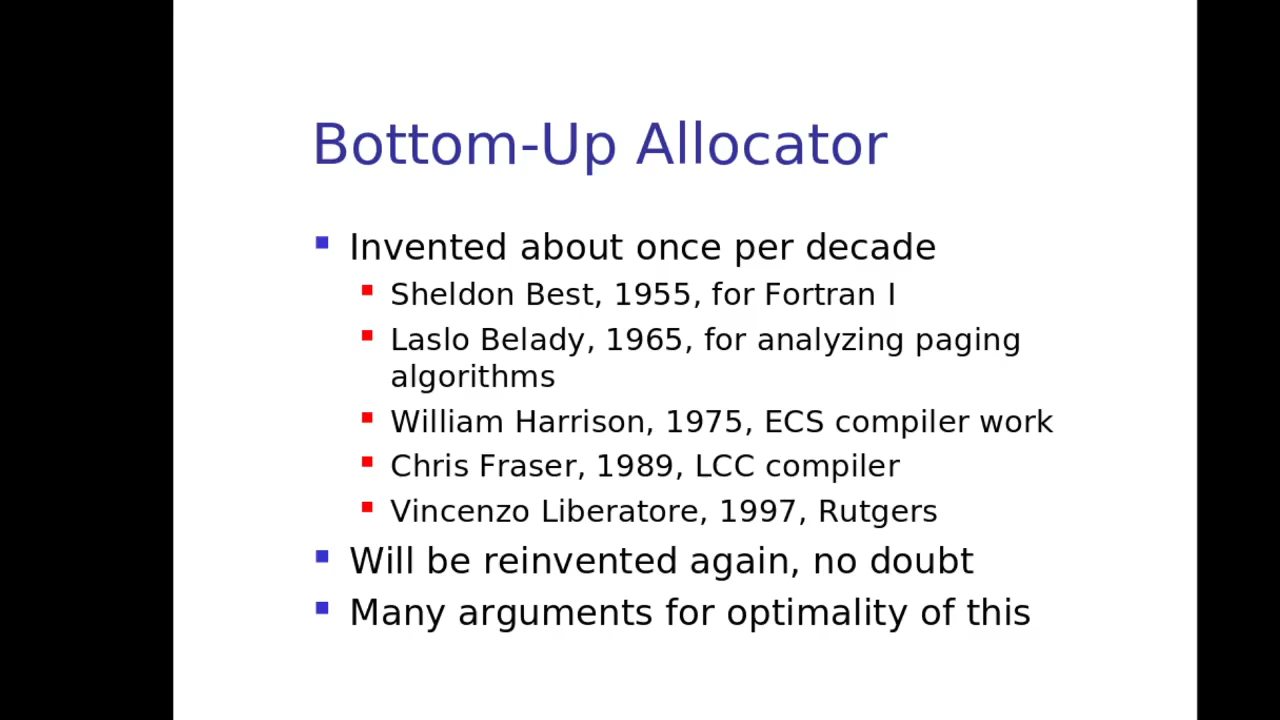 Bottom-Up Allocator
Invented about once per decade
Sheldon Best, 1955, for Fortran I
Laslo Belady, 1965, for analyzing paging
algorithms
William Harrison, 1975, ECS compiler work
Chris Fraser, 1989, LCC compiler
Vincenzo Liberatore, 1997, Rutgers
Will be reinvented again, no doubt
Many arguments for optimality of this